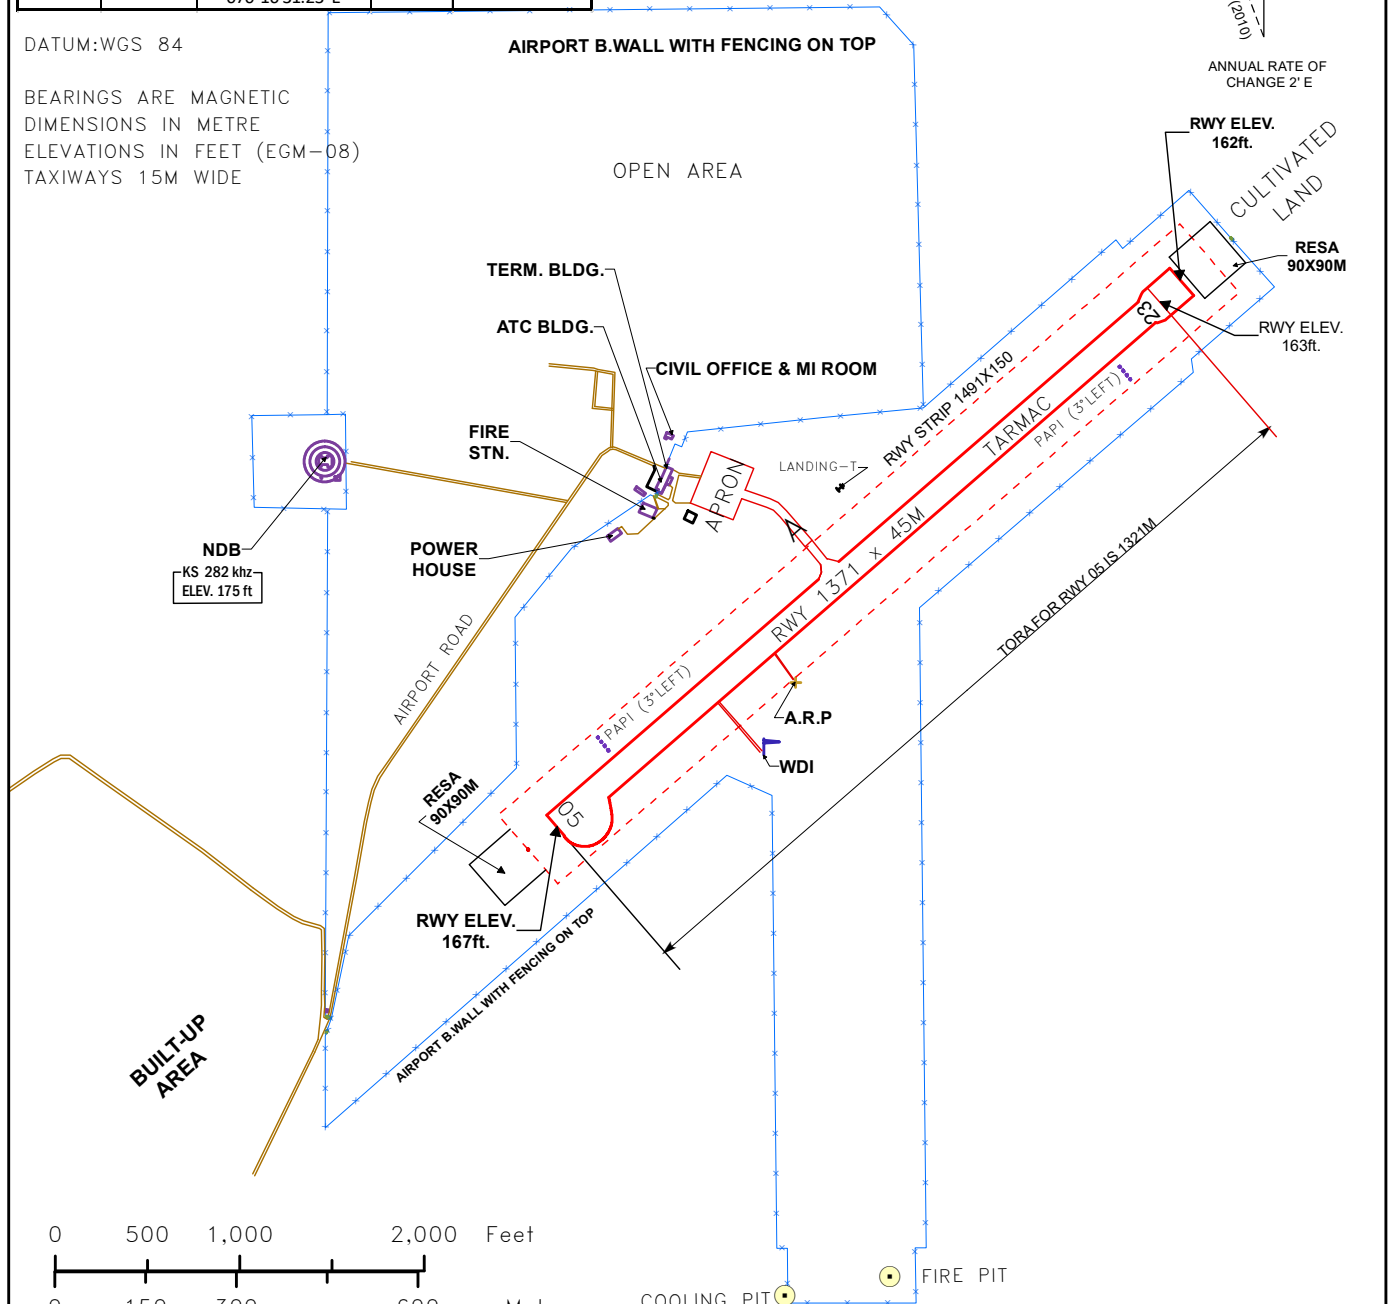 DATUM:WGS 84
BEARINGS ARE MAGNETIC
DIMENSIONS IN METRE
ELEVATIONS IN FEET (EGM-08)
TAXIWAYS 15M WIDE
AIRPORT B.WALL WITH FENCING ON TOP
(2010)
ANNUAL RATE OF
CHANGE 2' E
OPEN AREA
RWY ELEV.
162ft.
CULTIVATED
LAND
RESA
90X90M
RWY ELEV.
163ft.
23
TERM. BLDG.
ATC BLDG.
CIVIL OFFICE & MI ROOM
FIRE
STN.
POWER
HOUSE
APRON
LANDING-T
A
RWY STRIP 1491X150
TARMAC
PAPI (3°LEFT)
RWY 1371 X 45M
TORA FOR RWY 05 IS 1321M
NDB
KS 282 khz
ELEV. 175 ft
AIRPORT ROAD
PAPI (3°LEFT)
A.R.P
WDI
RESA
90X90M
05
RWY ELEV.
167ft.
AIRPORT B.WALL WITH FENCING ON TOP
BUILT-UP
AREA
0 500 1,000 2,000 Feet
0 150 300 600
FIRE PIT
COOLING PIT